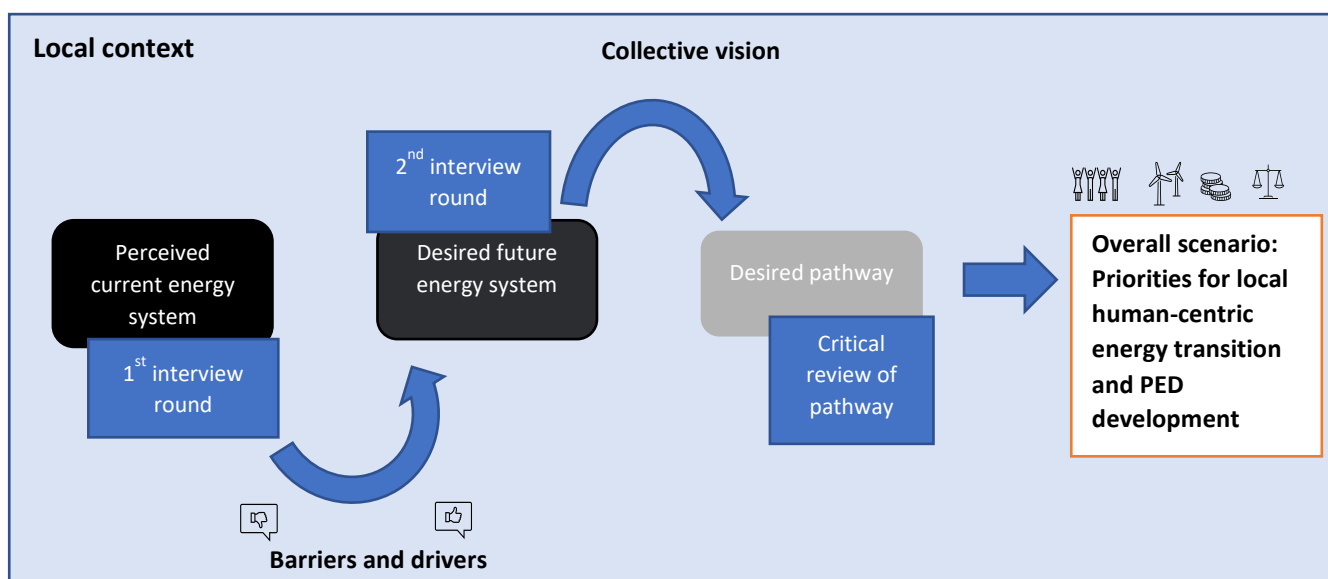 Local context
Collective vision
2nd interview
round
Perceived
current energy
system
Desired future
energy system
Desired pathway
1st interview
round
Critical
review of
pathway
Overall scenario:
Priorities for local
human-centric
energy transition
and PED
development
Barriers and drivers